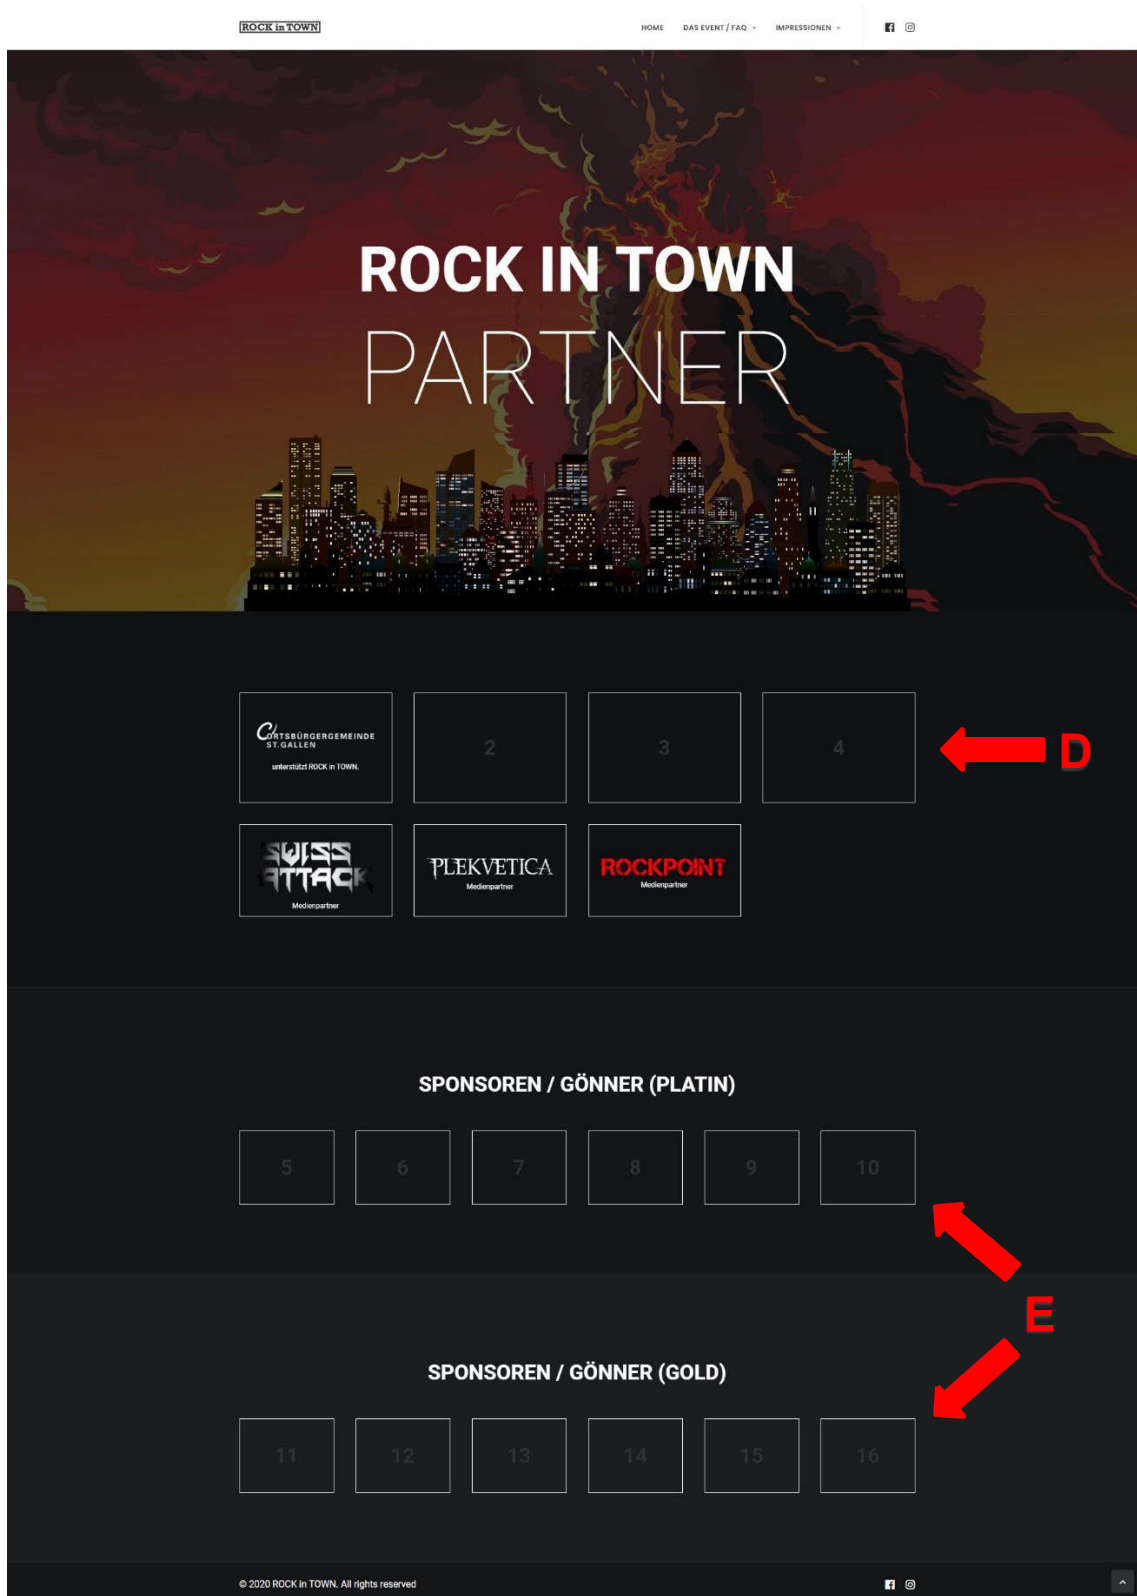 ROCK in TOWN
HOME DAS EVENT / FAQ IMPRESSIONEN
ROCK IN TOWN
PARTNER
ORTSBÜRGERGEMEINDE
ST.GALLEN
unterstützt ROCK in TOWN.
2
3
4
D
SWISS
ATTACK
Medienpartner
PLEKVETICA
Medienpartner
ROCKPOINT
Medienpartner
SPONSOREN / GÖNNER (PLATIN)
5 6 7 8 9 10
E
SPONSOREN / GÖNNER (GOLD)
11 12 13 14 15 16
© 2020 ROCK in TOWN. All rights reserved